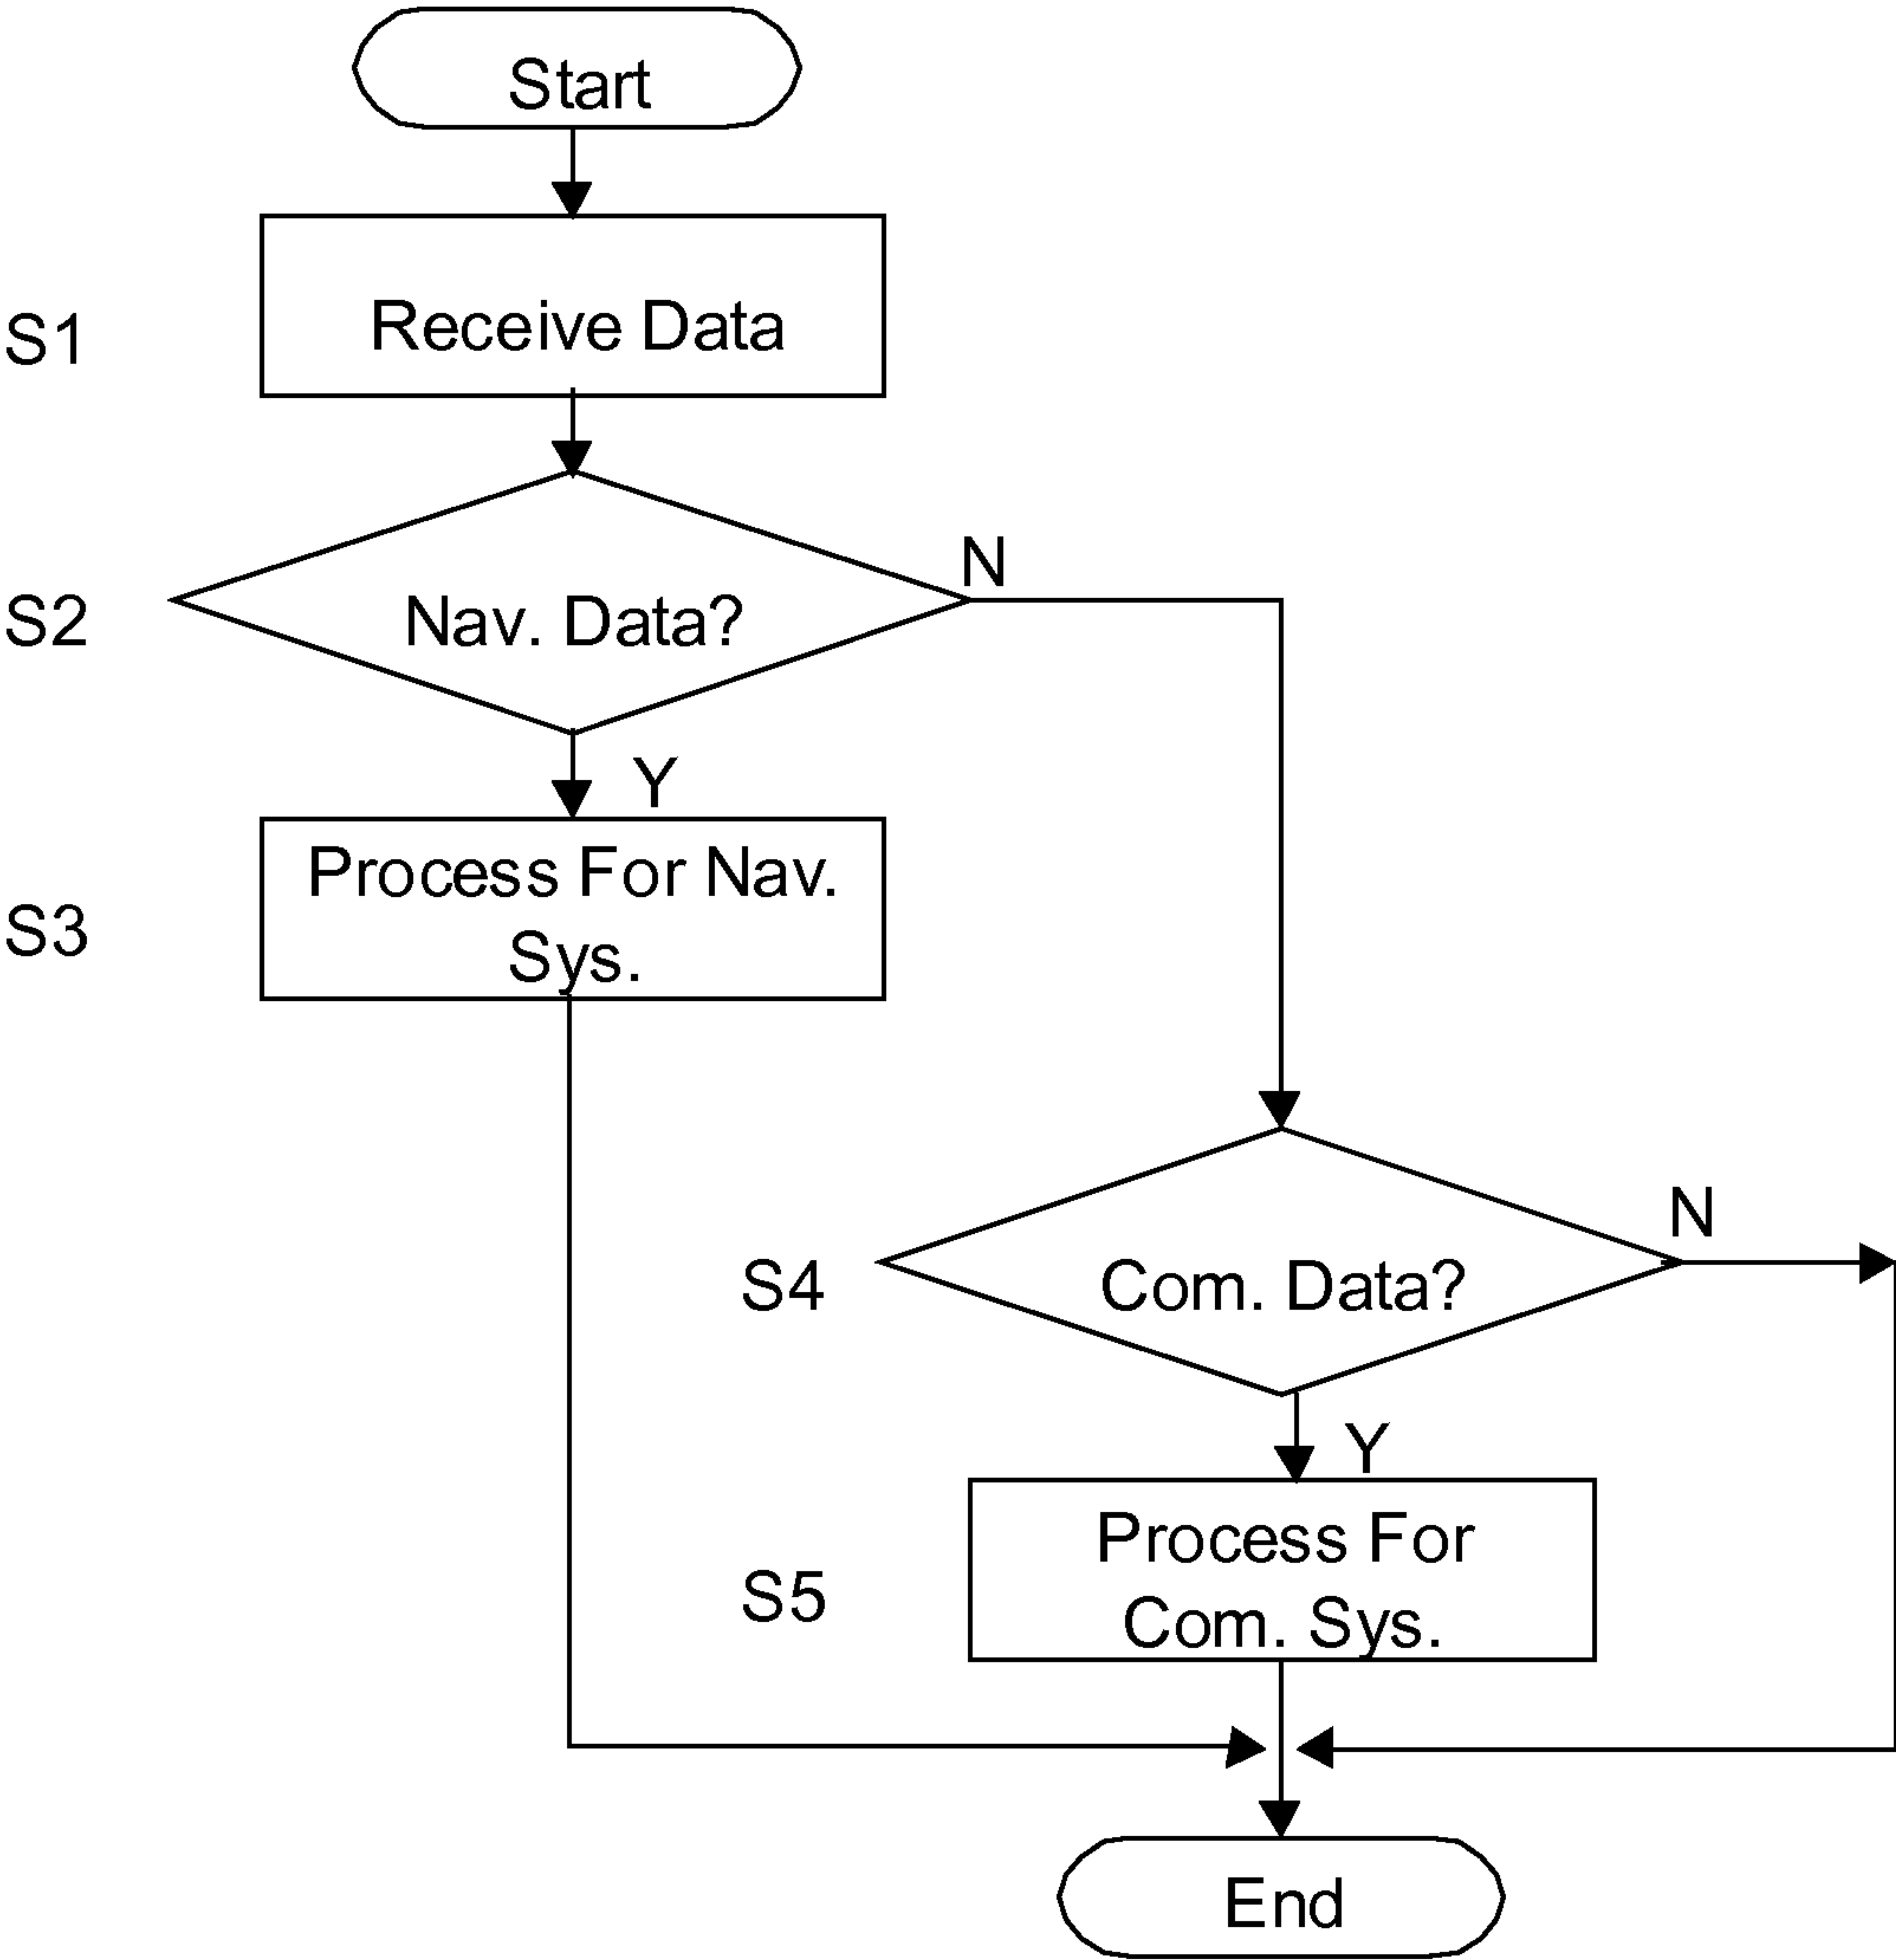 Start
S1
Receive Data
N
S2
Nav. Data?
Y
Process For Nav.
S3
Sys.
N
S4
Com. Data?
Y
Process For
S5
Com. Sys.
End